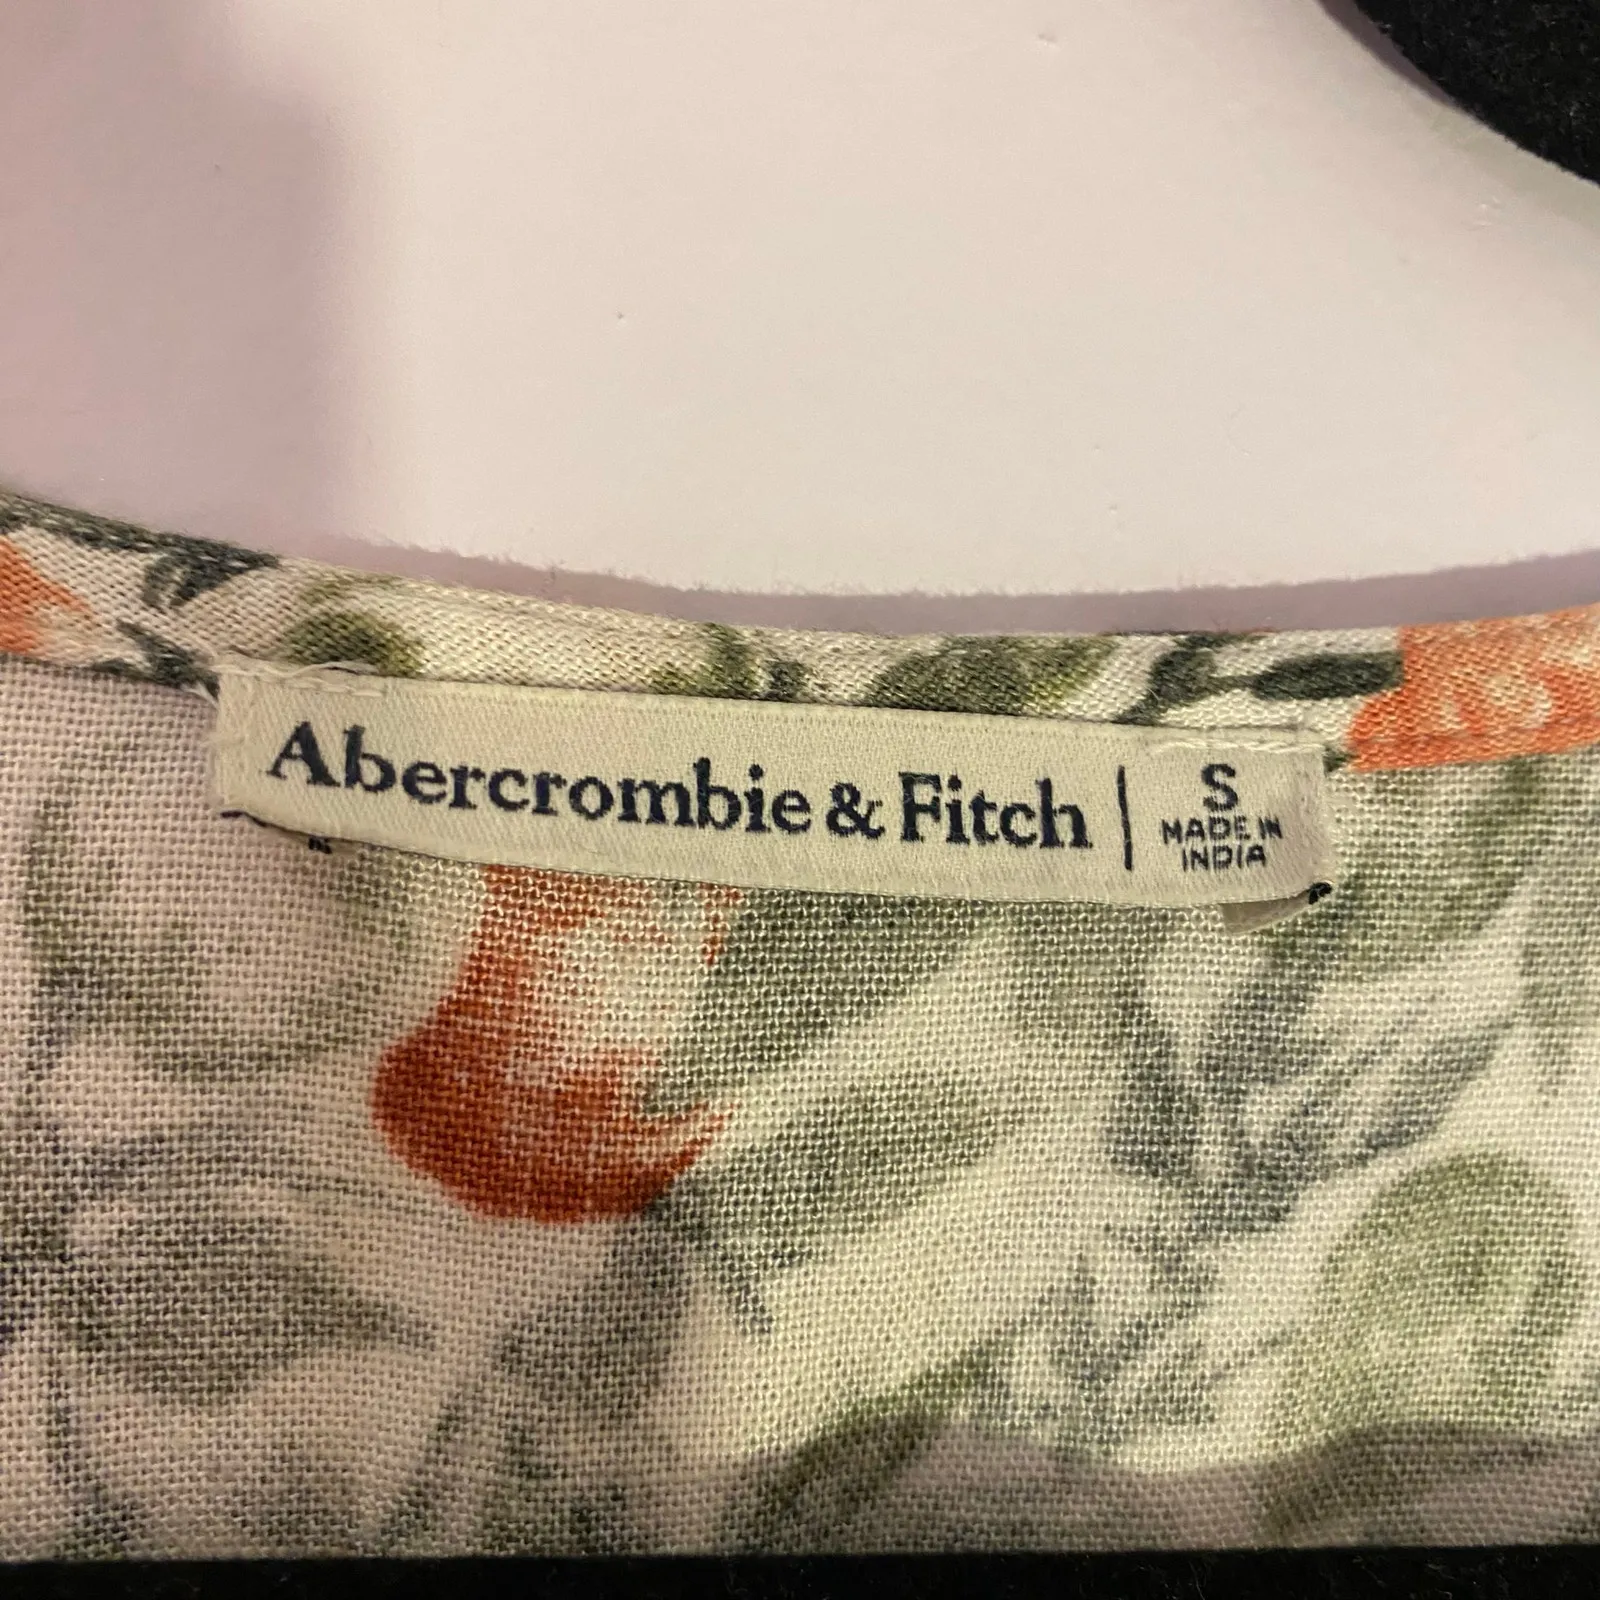 Abercrombie & Fitch | S
MADE IN
INDIA